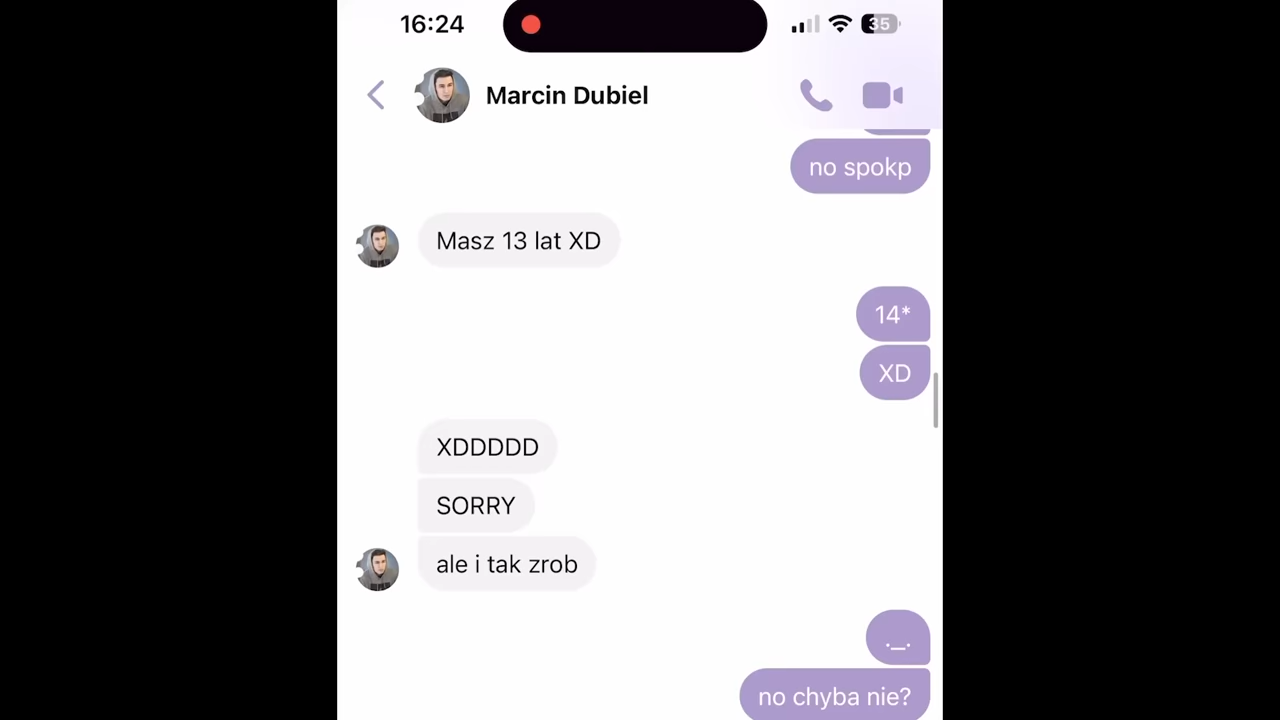 16:24
35
Marcin Dubiel
no spokp
Masz 13 lat XD
14*
XD
XDDDDD
SORRY
ale i tak zrob
._.
no chyba nie?